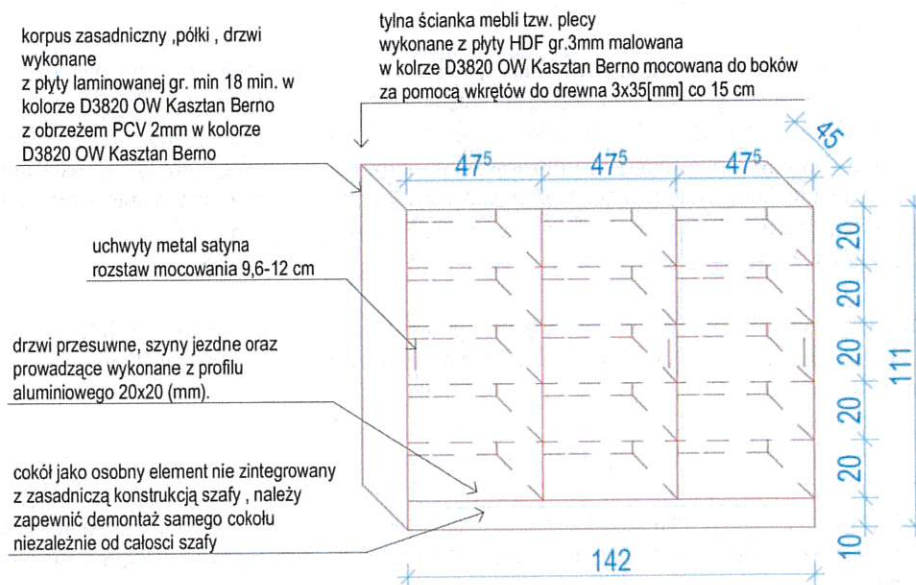 korpus zasadniczy ,półki , drzwi
wykonane
z płyty laminowanej gr. min 18 min. w
kolorze D3820 OW Kasztan Berno
z obrzeżem PCV 2mm w kolorze
D3820 OW Kasztan Berno
tylna ścianka mebli tzw. plecy
wykonane z płyty HDF gr.3mm malowana
w kolrze D3820 OW Kasztan Berno mocowana do boków
za pomocą wkrętów do drewna 3x35[mm] co 15 cm
45
47⁵ 47⁵ 47⁵
uchwyty metal satyna
rozstaw mocowania 9,6-12 cm
drzwi przesuwne, szyny jezdne oraz
prowadzące wykonane z profilu
aluminiowego 20x20 (mm).
cokół jako osobny element nie zintegrowany
z zasadniczą konstrukcją szafy , należy
zapewnić demontaż samego cokołu
niezależnie od całosci szafy
20
20
20
20
20
10
111
142